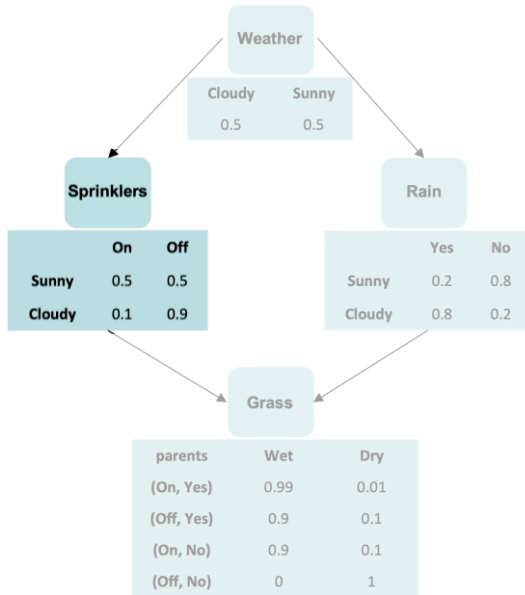 Weather
Cloudy Sunny
0.5 0.5
Sprinklers
On Off
Sunny 0.5 0.5
Cloudy 0.1 0.9
Rain
Yes No
Sunny 0.2 0.8
Cloudy 0.8 0.2
Grass
parents Wet Dry
(On, Yes) 0.99 0.01
(Off, Yes) 0.9 0.1
(On, No) 0.9 0.1
(Off, No) 0 1